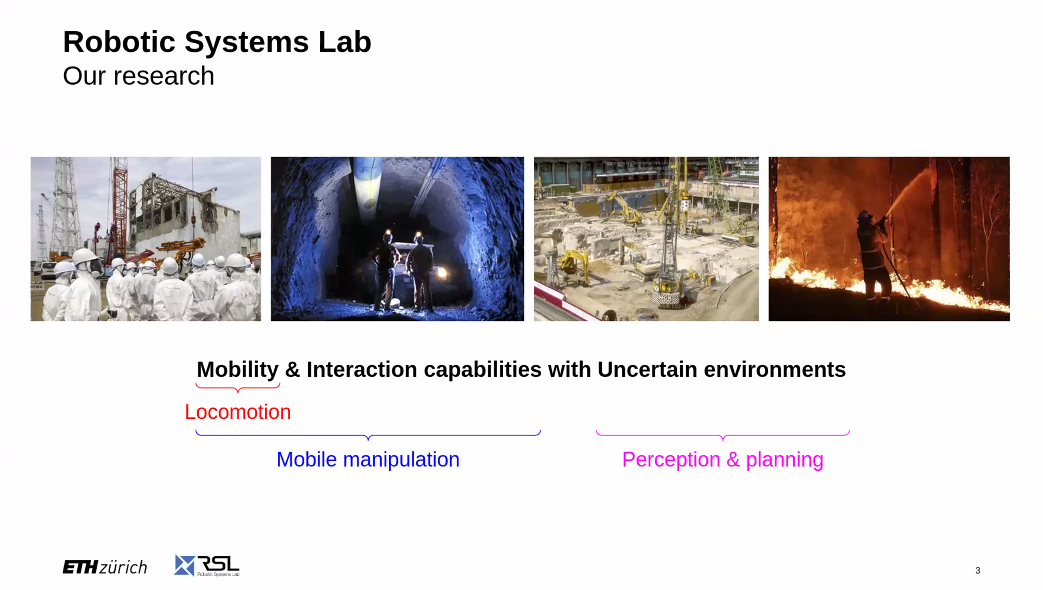 Robotic Systems Lab
Our research
Mobility & Interaction capabilities with Uncertain environments
Locomotion
Mobile manipulation
Perception & planning
ETH zürich
RSL
Robotic Systems Lab
3